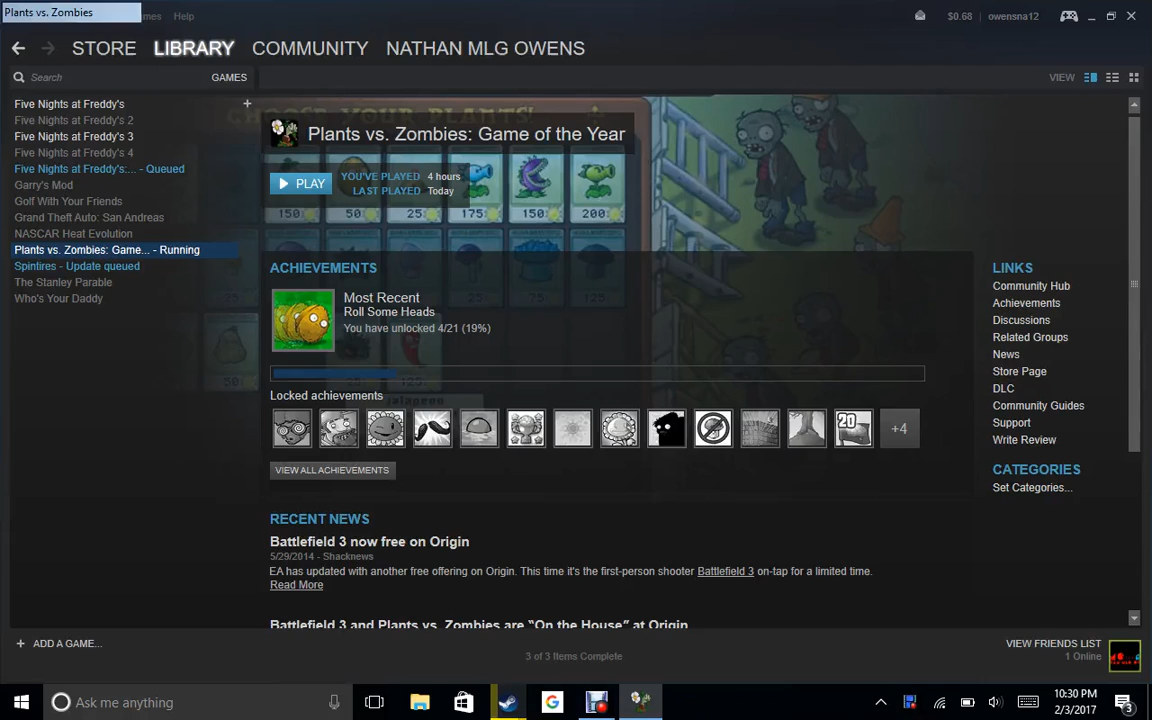 Plants vs. Zombies
Help
$0.68
owensna12
STORE LIBRARY COMMUNITY NATHAN MLG OWENS
Search
GAMES
VIEW
Five Nights at Freddy's
Five Nights at Freddy's 2
Five Nights at Freddy's 3
Five Nights at Freddy's 4
Five Nights at Freddy's:... - Queued
Garry's Mod
Golf With Your Friends
Grand Theft Auto: San Andreas
NASCAR Heat Evolution
Plants vs. Zombies: Game... - Running
Spintires - Update queued
The Stanley Parable
Who's Your Daddy
CHOOSE YOUR PLANTS!
Plants vs. Zombies: Game of the Year
PLAY
YOU'VE PLAYED 4 hours
LAST PLAYED Today
150 50 25 175 150 200
ACHIEVEMENTS
Most Recent
Roll Some Heads
You have unlocked 4/21 (19%)
125
Jalapeno
Locked achievements
20
+4
VIEW ALL ACHIEVEMENTS
RECENT NEWS
Battlefield 3 now free on Origin
5/29/2014 - Shacknews
EA has updated with another free offering on Origin. This time it's the first-person shooter Battlefield 3 on-tap for a limited time.
Read More
Battlefield 3 and Plants vs. Zombies are “On the House” at Origin
LINKS
Community Hub
Achievements
Discussions
Related Groups
News
Store Page
DLC
Community Guides
Support
Write Review
CATEGORIES
Set Categories...
ADD A GAME...
3 of 3 Items Complete
VIEW FRIENDS LIST
1 Online
Ask me anything
10:30 PM
2/3/2017
3